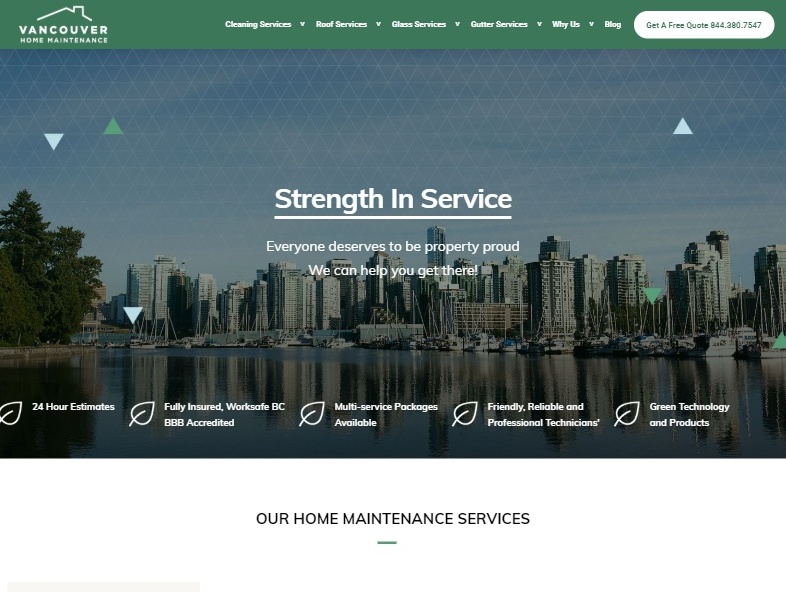 VANCOUVER
HOME MAINTENANCE
Cleaning Services v Roof Services v Glass Services v Gutter Services v Why Us v Blog Get A Free Quote 844.380.7547
Strength In Service
Everyone deserves to be property proud
We can help you get there!
24 Hour Estimates
Fully Insured, Worksafe BC
BBB Accredited
Multi-service Packages
Available
Friendly, Reliable and
Professional Technicians'
Green Technology
and Products
OUR HOME MAINTENANCE SERVICES